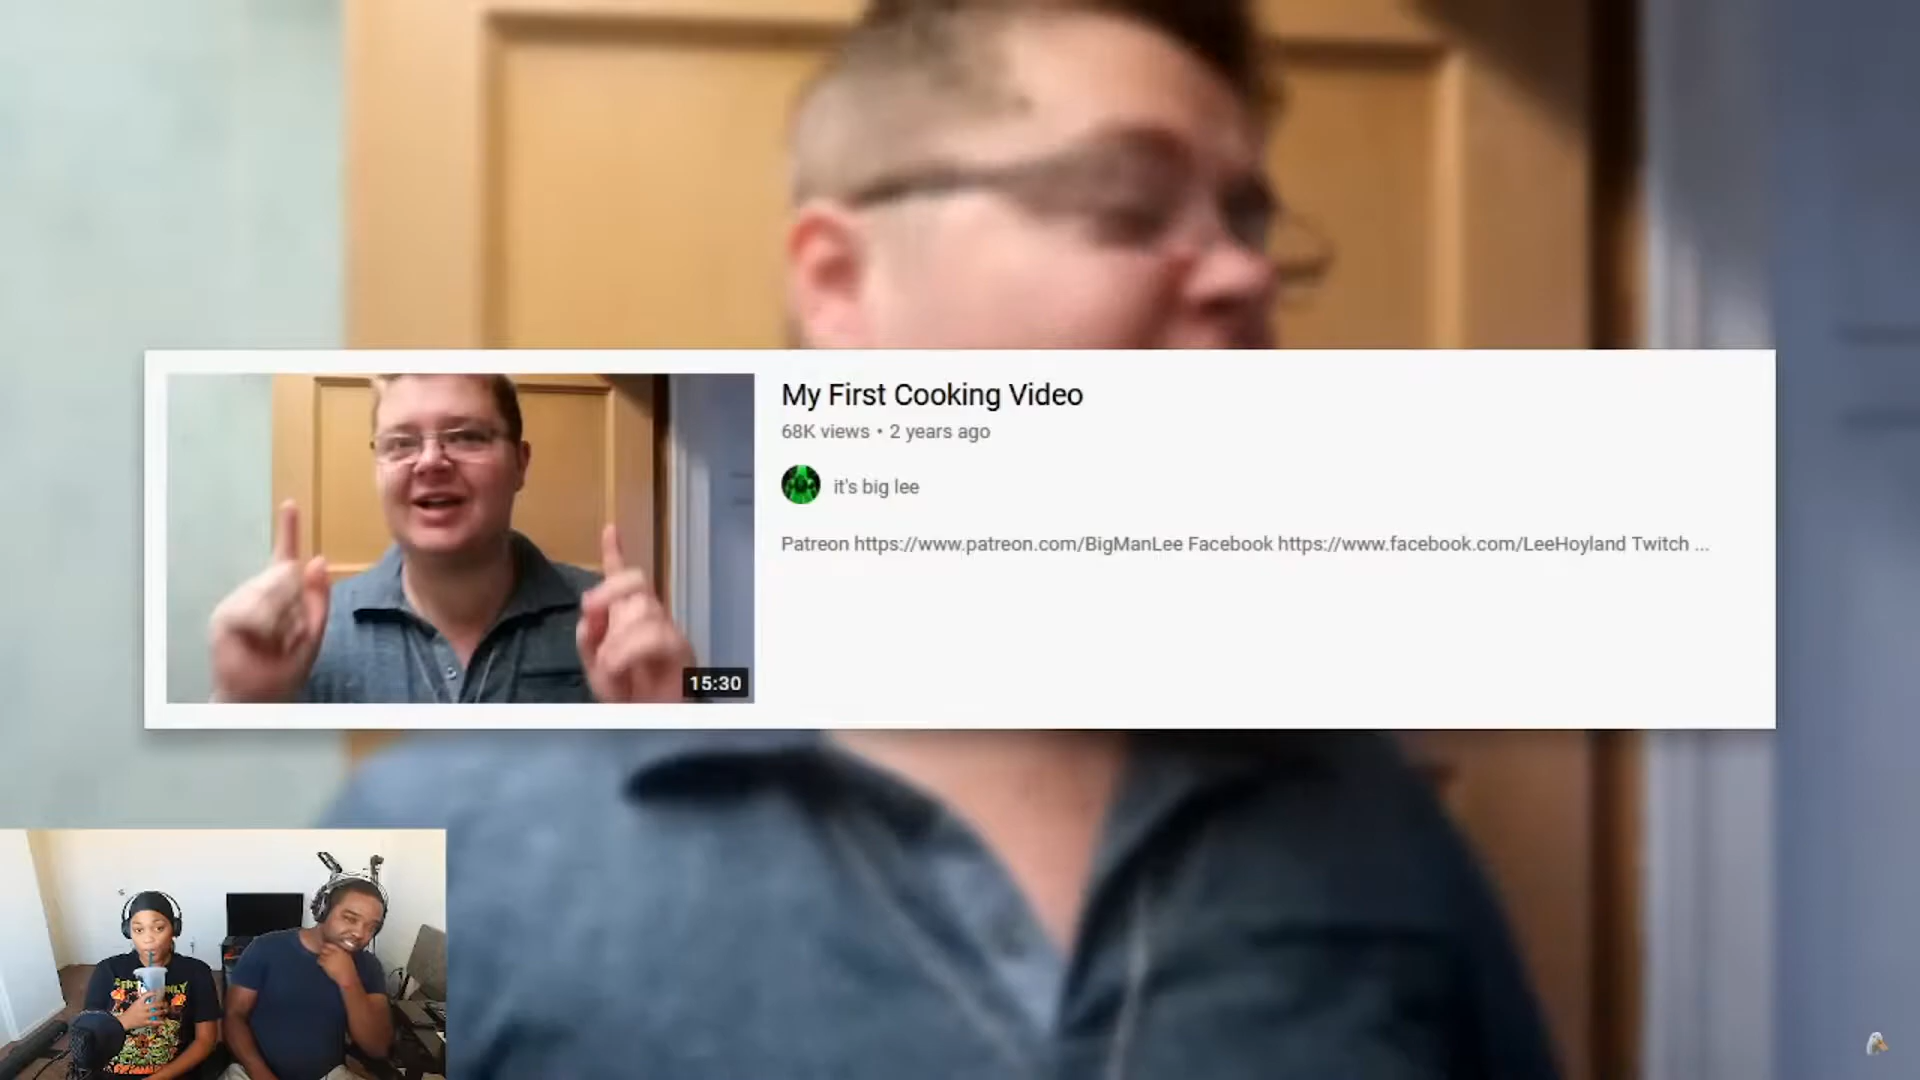 My First Cooking Video
68K views • 2 years ago
it's big lee
Patreon https://www.patreon.com/BigManLee Facebook https://www.facebook.com/LeeHoyland Twitch ...
15:30